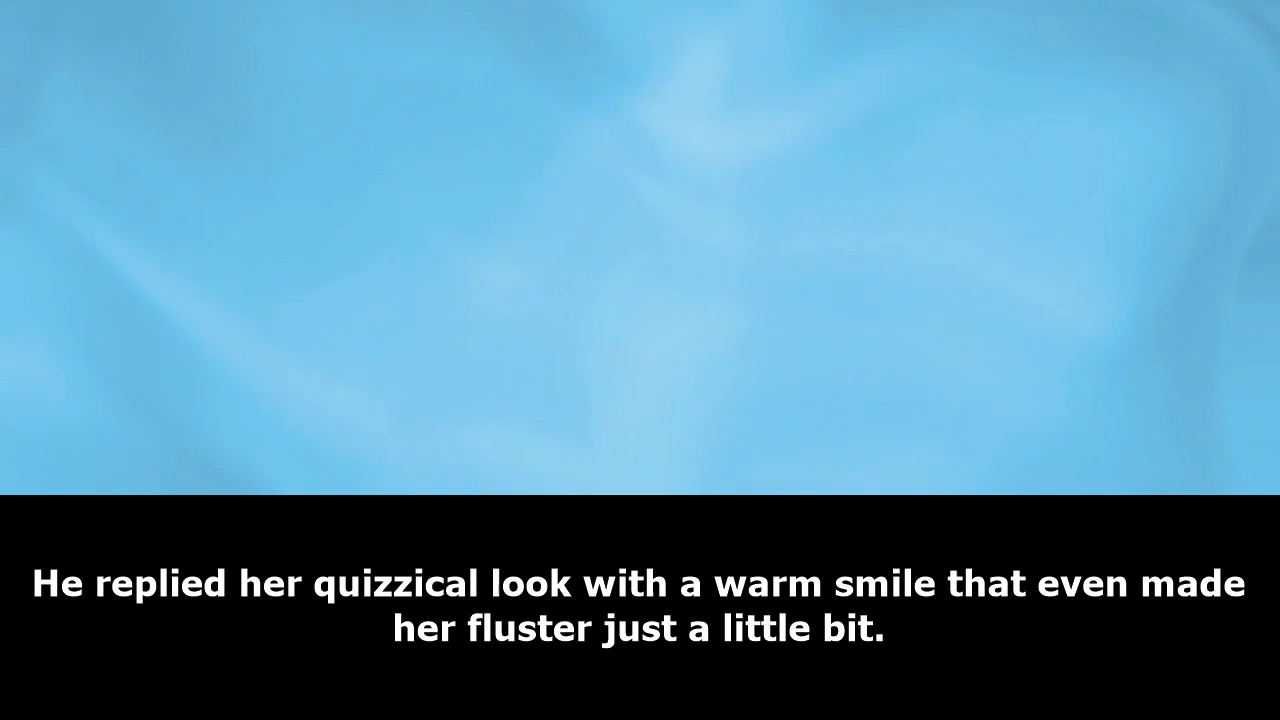 He replied her quizzical look with a warm smile that even made
her fluster just a little bit.